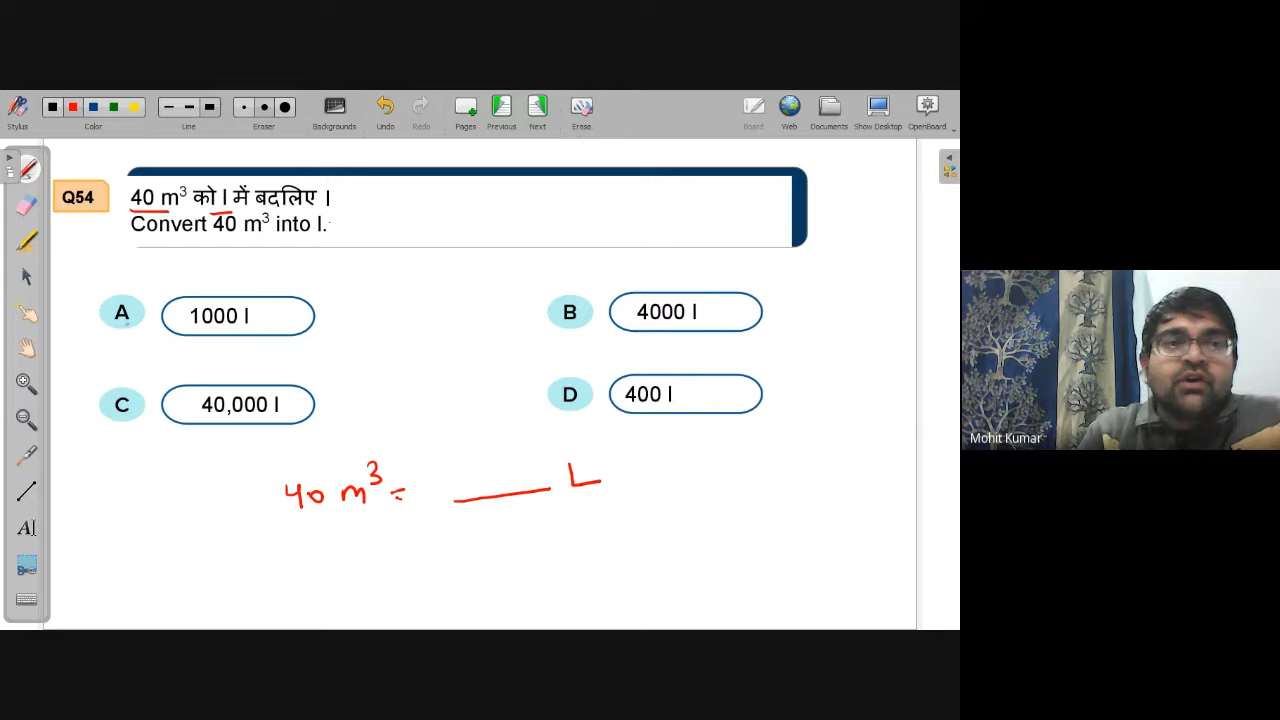 Stylus
Color
Line
Eraser
Backgrounds
Undo
Redo
Pages
Previous
Next
Erase
Board
Web
Documents
Show Desktop
OpenBoard
Q54
40 m³ को l में बदलिए ।
Convert 40 m³ into l.
A 1000 l
B 4000 l
C 40,000 l
D 400 l
40 m³ = ____ L
Mohit Kumar